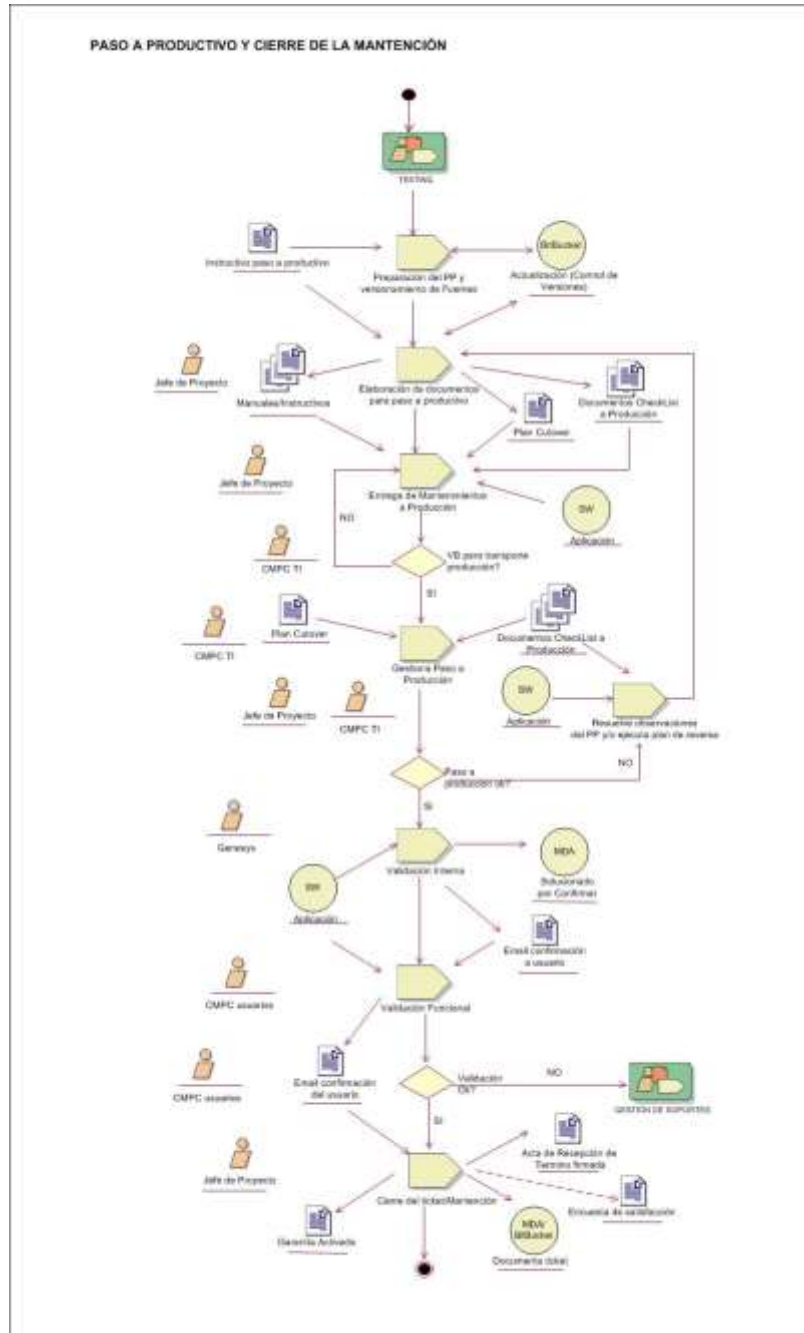 PASO A PRODUCTIVO Y CIERRE DE LA MANTENCIÓN
TESTING
Instructivo paso a productivo
Preparación del PP y
versionamiento de Fuentes
BitBucket
Actualización (Control de
Versiones)
Jefe de Proyecto
Manuales/Instructivos
Elaboración de documentos
para paso a productivo
Plan Cutover
Documentos CheckList
a Producción
Jefe de Proyecto
Entrega de Mantenimientos
a Producción
SW
Aplicación
NO
CMPC TI
VB para transporte
producción?
SI
CMPC TI
Plan Cutover
Gestiona Paso a
Producción
Documentos CheckList a
Producción
Jefe de Proyecto
CMPC TI
SW
Aplicación
Resuelve observaciones
del PP y/o ejecuta plan de reversa
Paso a
producción ok?
NO
SI
Genesys
Validación Interna
MDA
Solucionado
por Confirmar
SW
Aplicación
Email confirmación
a usuario
CMPC usuarios
Validación Funcional
CMPC usuarios
Email confirmación
del usuario
Validación
Ok?
NO
GESTIÓN DE SOPORTES
SI
Acta de Recepción de
Termino firmada
Jefe de Proyecto
Cierre del ticket/Mantención
Encuesta de satisfacción
Garantía Activada
MDA/
BitBucket
Documenta ticket